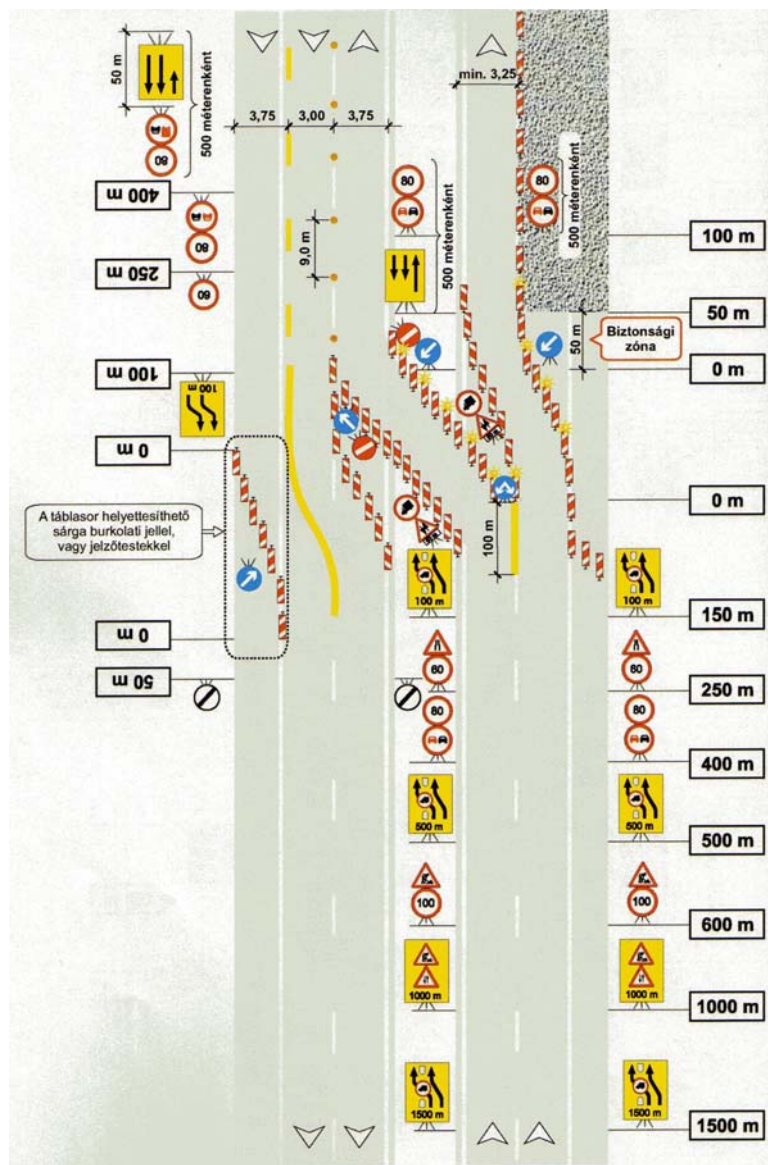 50 m
500 méterenként
80
400 m
80
250 m
60
100 m
100 m
0 m
A táblasor helyettesíthető
sárga burkolati jellel,
vagy jelzőtestekkel
0 m
50 m
3,75
3,00
3,75
9,0 m
80
500 méterenként
min. 3,25
80
500 méterenként
100 m
50 m
50 m
Biztonsági
zóna
0 m
0 m
100 m
100 m
100 m
150 m
60
60
250 m
80
80
400 m
500 m
500 m
500 m
100
100
600 m
1000 m
1000 m
1000 m
1500 m
1500 m
1500 m